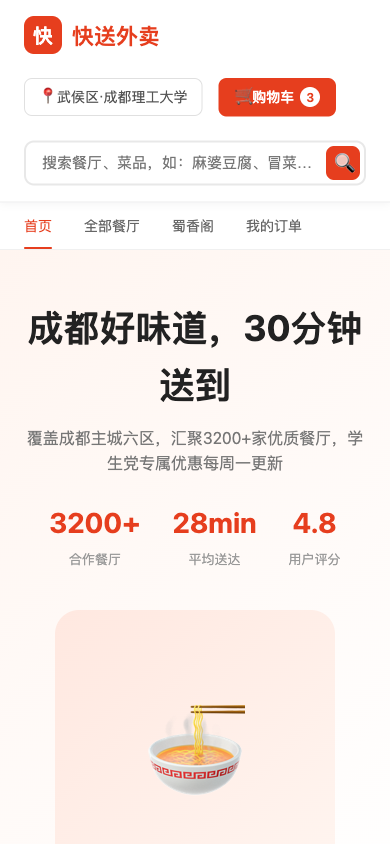 快
快送外卖
武侯区·成都理工大学
购物车 3
搜索餐厅、菜品，如：麻婆豆腐、冒菜...
首页 全部餐厅 蜀香阁 我的订单
成都好味道，30分钟
送到
覆盖成都主城六区，汇聚3200+家优质餐厅，学
生党专属优惠每周一更新
3200+ 28min 4.8
合作餐厅 平均送达 用户评分